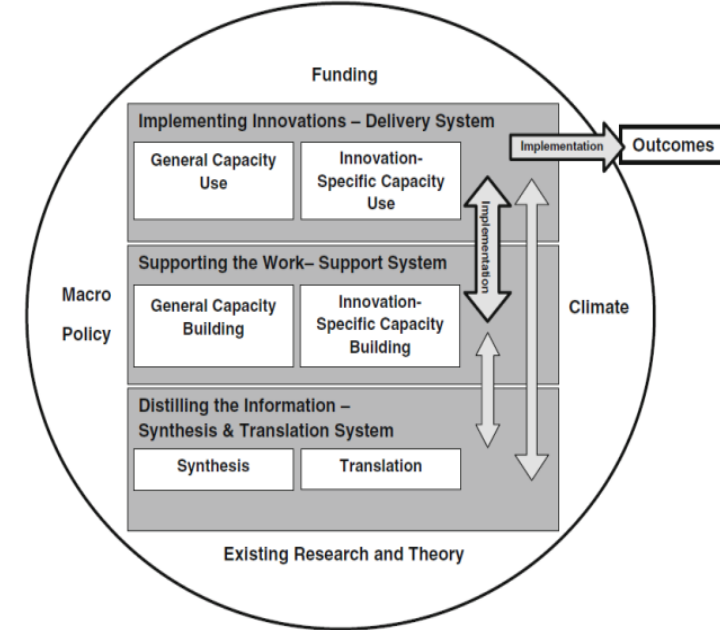 Funding
Implementing Innovations – Delivery System
General Capacity
Use
Innovation-
Specific Capacity
Use
Implementation
Outcomes
Implementation
Supporting the Work– Support System
General Capacity
Building
Innovation-
Specific Capacity
Building
Macro
Policy
Climate
Distilling the Information –
Synthesis & Translation System
Synthesis
Translation
Existing Research and Theory